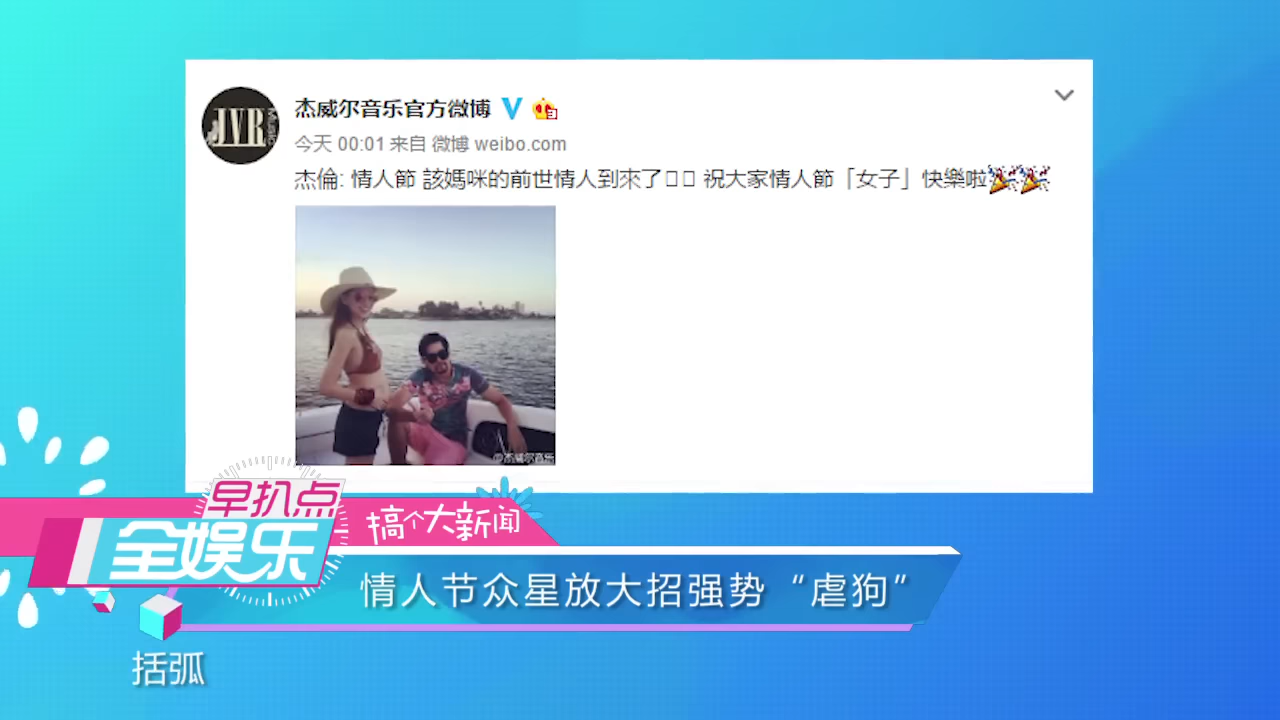 JVR Music
杰威尔音乐官方微博
今天 00:01 来自 微博 weibo.com
杰倫: 情人節 該媽咪的前世情人到來了 祝大家情人節「女子」快樂啦
@杰威尔音乐
早扒点
全娱乐
搞个大新闻
情人节众星放大招强势“虐狗”
括弧